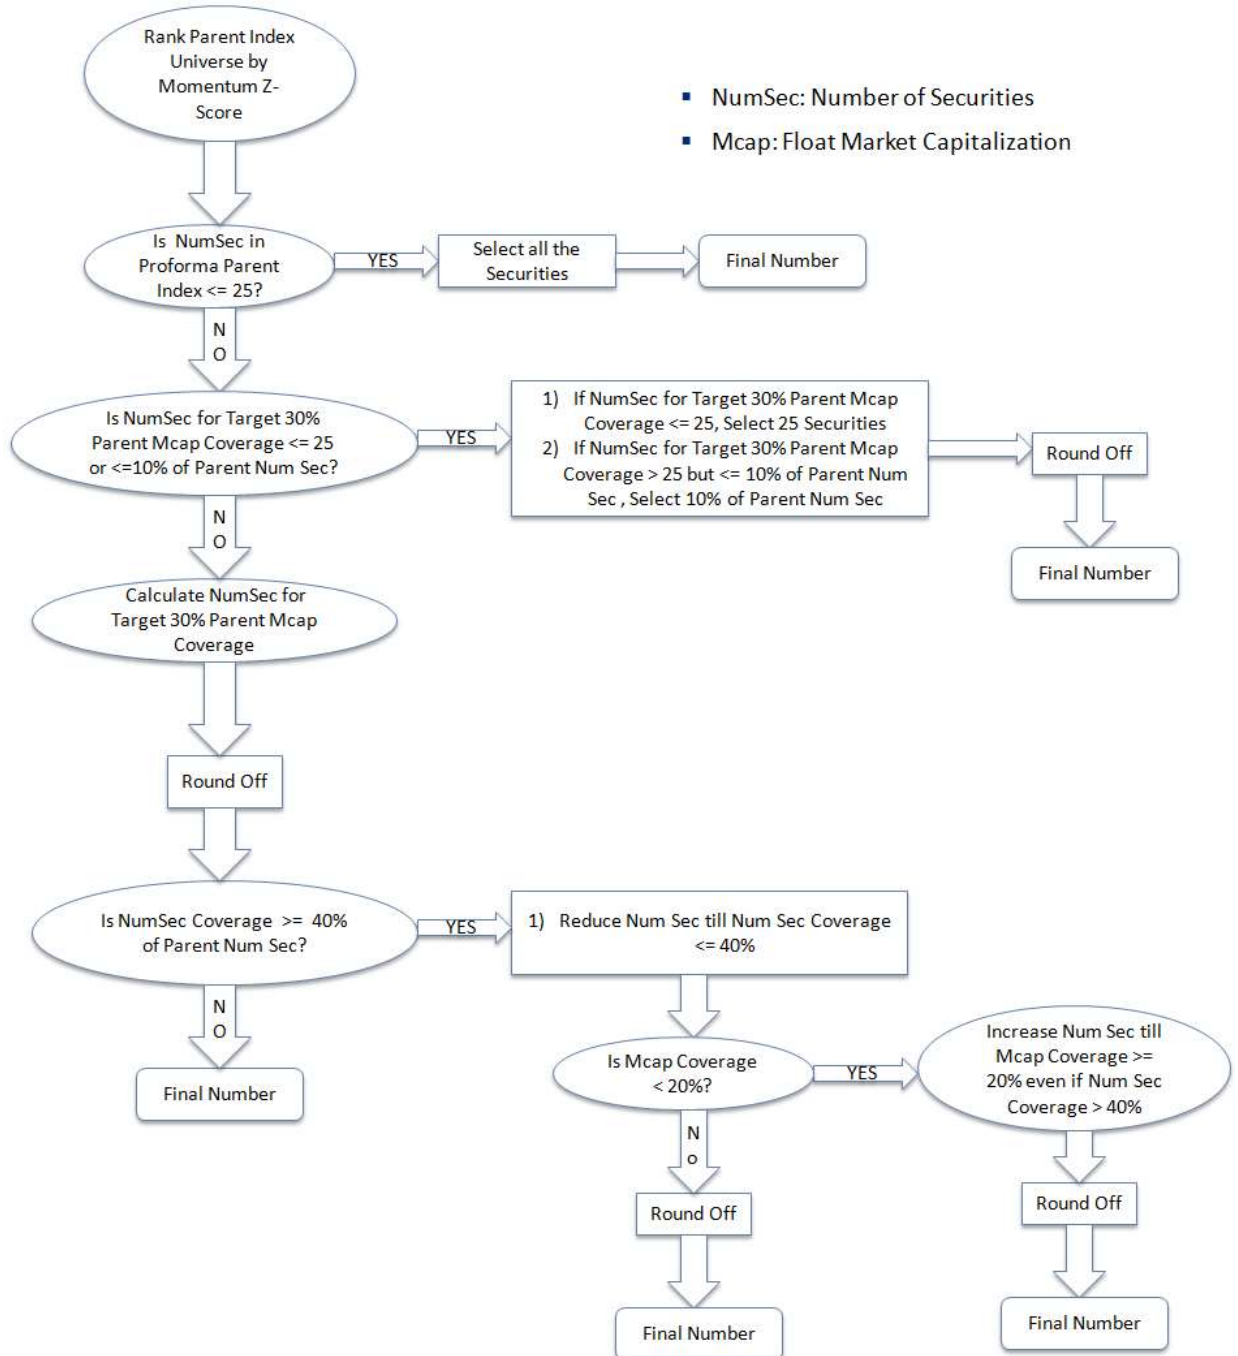 Rank Parent Index
Universe by
Momentum Z-
Score
▪ NumSec: Number of Securities
▪ Mcap: Float Market Capitalization
Is NumSec in
Proforma Parent
Index <= 25?
YES
Select all the
Securities
Final Number
N
O
Is NumSec for Target 30%
Parent Mcap Coverage <= 25
or <=10% of Parent Num Sec?
YES
1) If NumSec for Target 30% Parent Mcap
Coverage <= 25, Select 25 Securities
2) If NumSec for Target 30% Parent Mcap
Coverage > 25 but <= 10% of Parent Num
Sec , Select 10% of Parent Num Sec
Round Off
Final Number
N
O
Calculate NumSec for
Target 30% Parent Mcap
Coverage
Round Off
Is NumSec Coverage >= 40%
of Parent Num Sec?
YES
1) Reduce Num Sec till Num Sec Coverage
<= 40%
N
O
Final Number
Is Mcap Coverage
< 20%?
YES
Increase Num Sec till
Mcap Coverage >=
20% even if Num Sec
Coverage > 40%
N
o
Round Off
Final Number
Round Off
Final Number